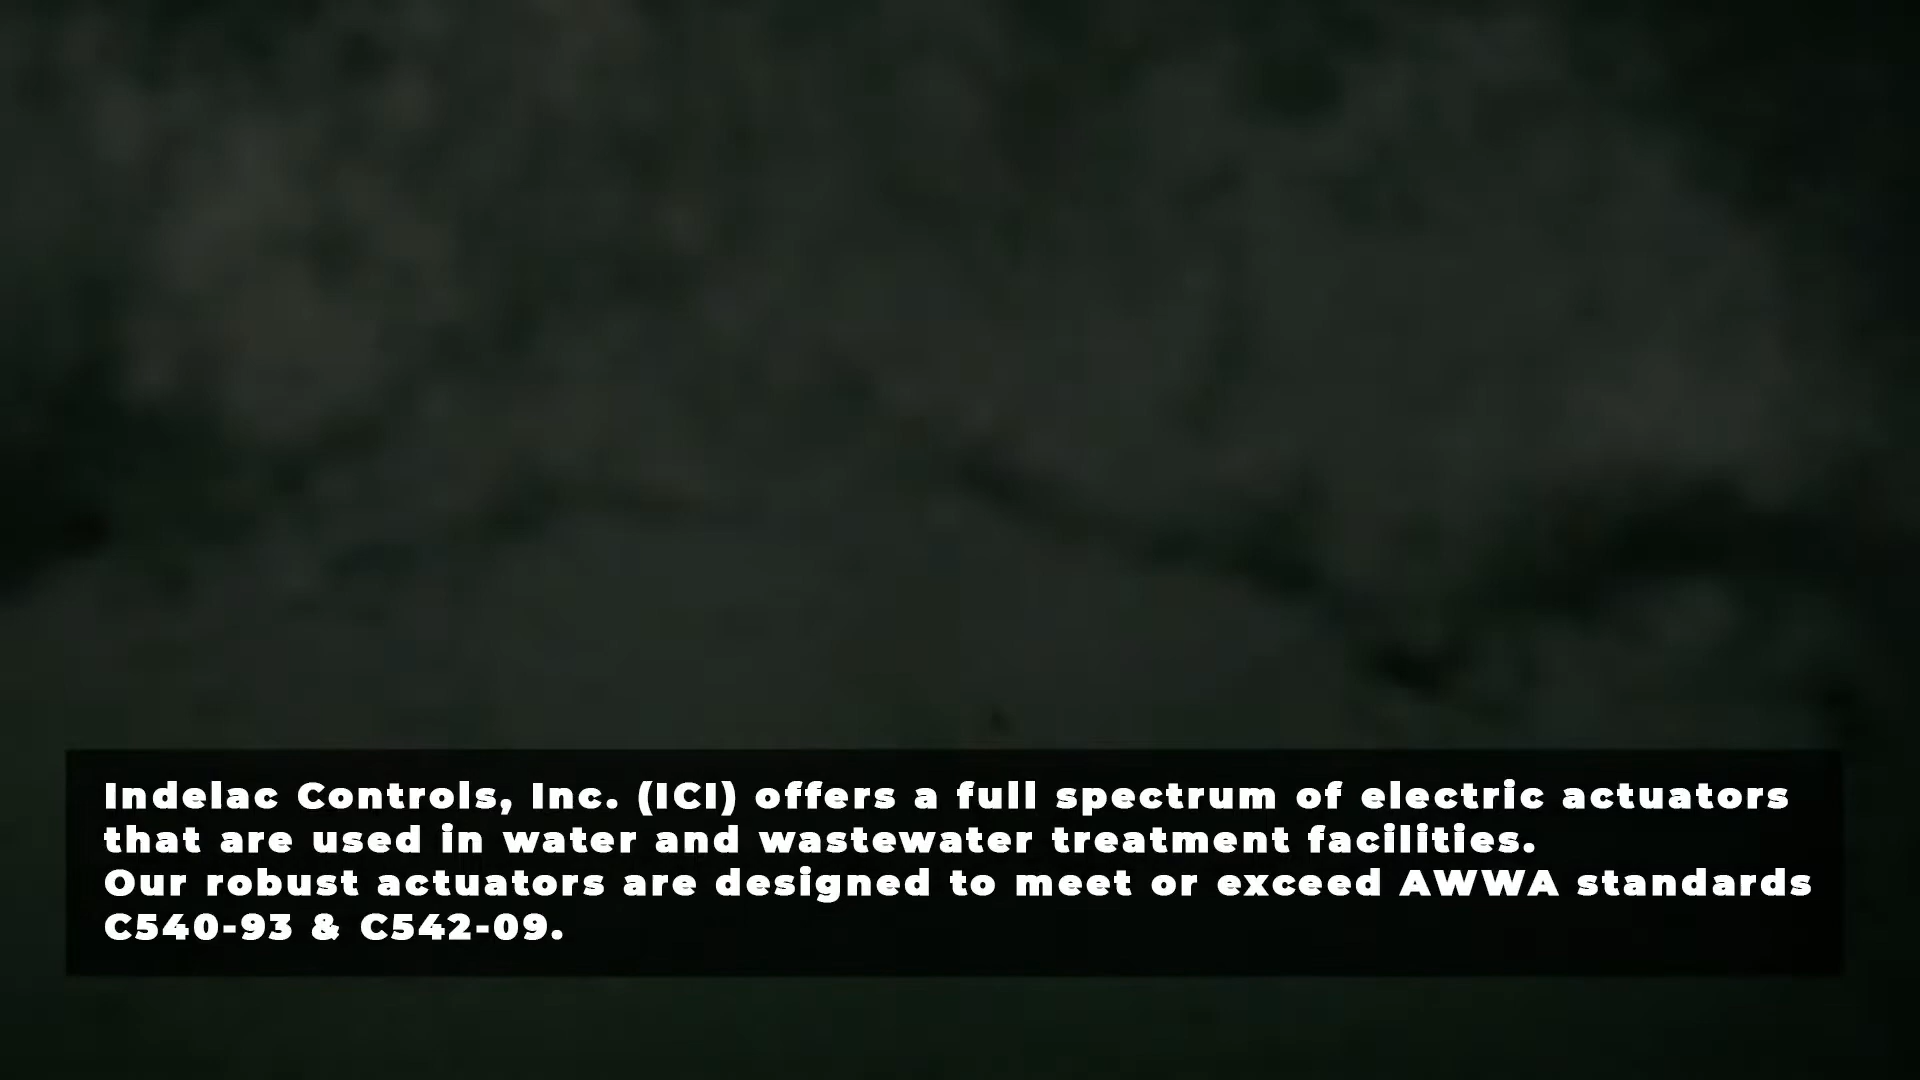 Indelac Controls, Inc. (ICI) offers a full spectrum of electric actuators
that are used in water and wastewater treatment facilities.
Our robust actuators are designed to meet or exceed AWWA standards
C540-93 & C542-09.